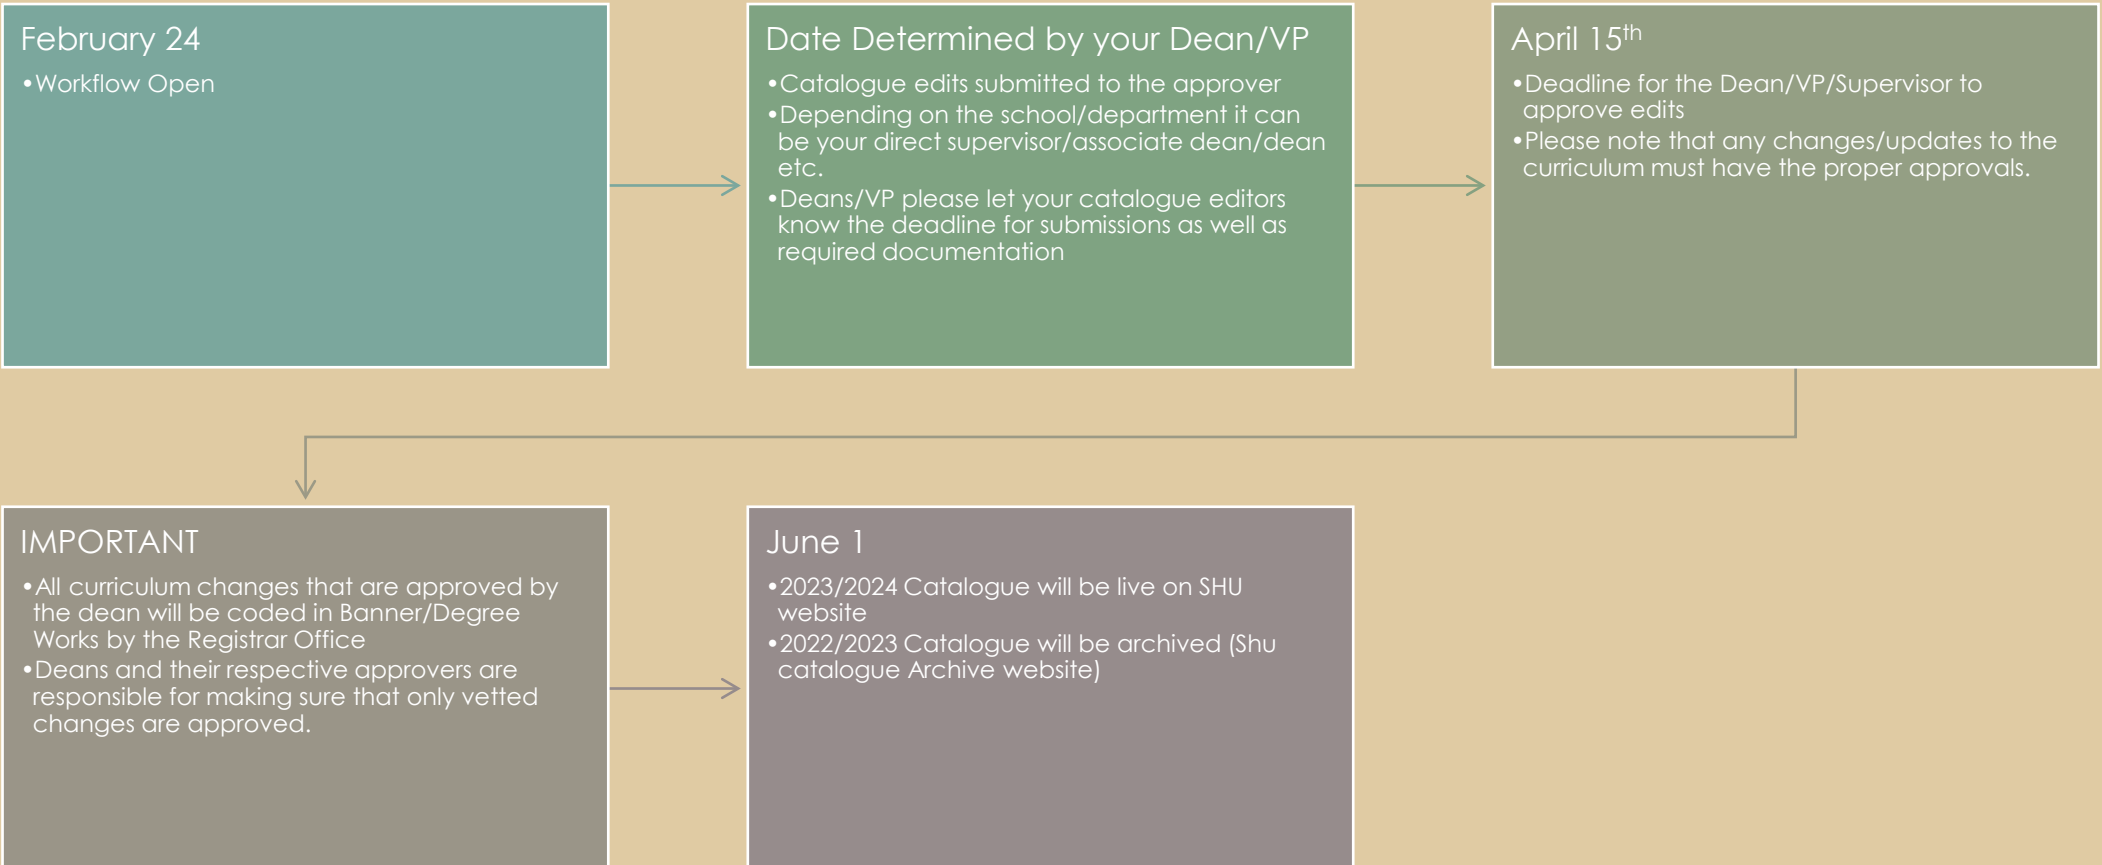 February 24
•Workflow Open
Date Determined by your Dean/VP
•Catalogue edits submitted to the approver
•Depending on the school/department it can
be your direct supervisor/associate dean/dean
etc.
•Deans/VP please let your catalogue editors
know the deadline for submissions as well as
required documentation
April 15th
•Deadline for the Dean/VP/Supervisor to
approve edits
•Please note that any changes/updates to the
curriculum must have the proper approvals.
IMPORTANT
•All curriculum changes that are approved by
the dean will be coded in Banner/Degree
Works by the Registrar Office
•Deans and their respective approvers are
responsible for making sure that only vetted
changes are approved.
June 1
•2023/2024 Catalogue will be live on SHU
website
•2022/2023 Catalogue will be archived (Shu
catalogue Archive website)